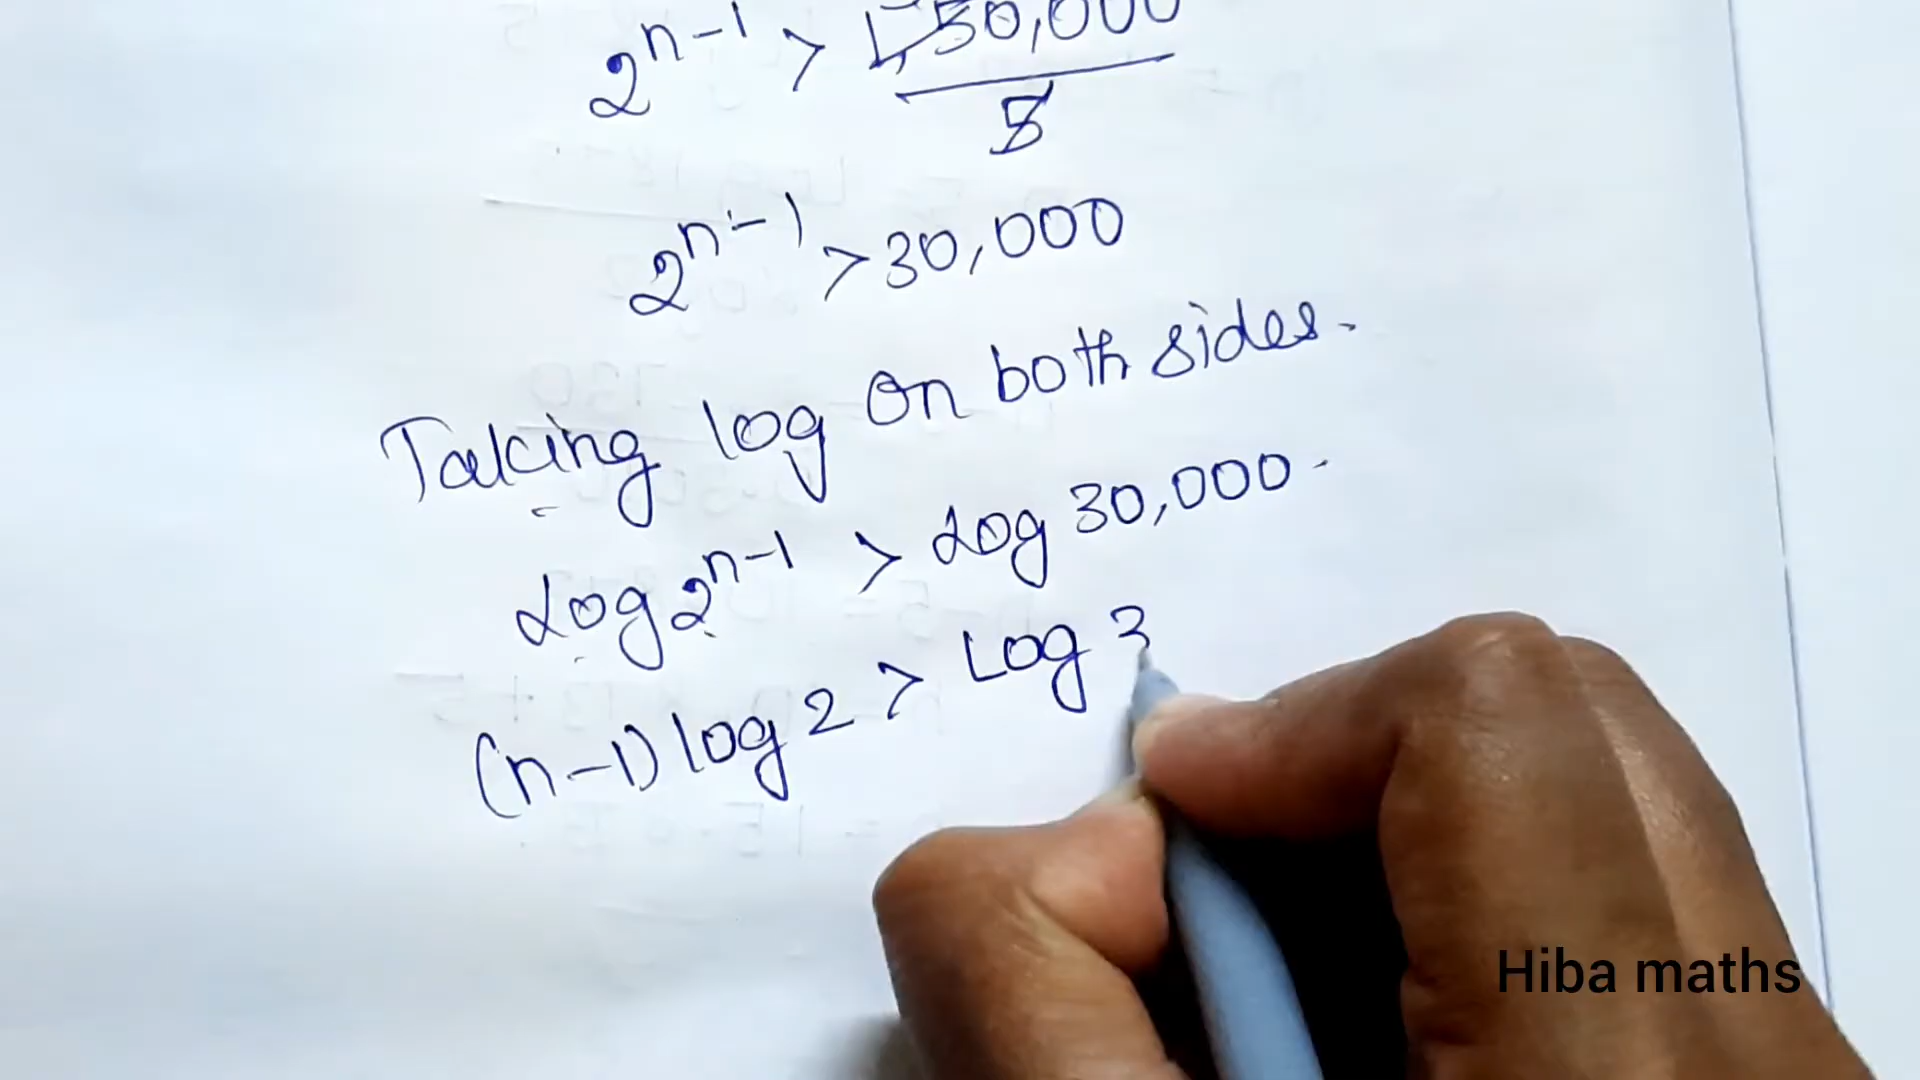 2^{n-1} > 1,50,000
5
2^{n-1} > 30,000
Taking log on both sides.
Log 2^{n-1} > Log 30,000.
(n-1) log 2 > Log 3
Hiba maths